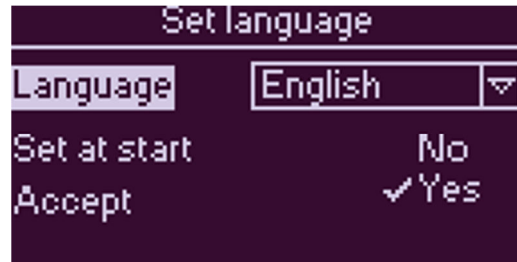 Set language
Language English
Set at start No
Accept Yes